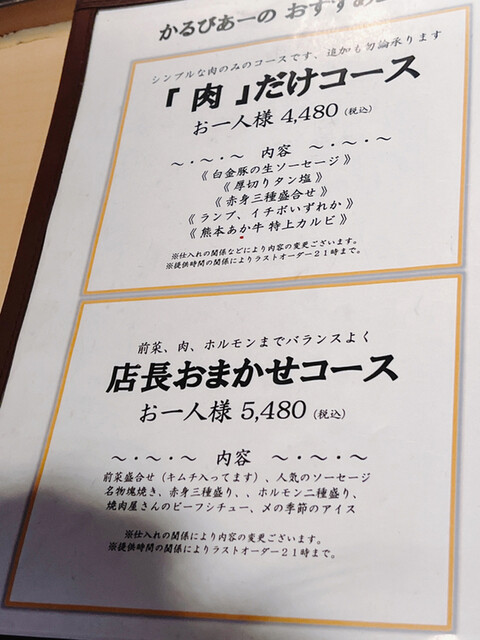 かるびあーの おすすめ
シンプルな肉のみのコースです、追加も勿論承ります
「 肉 」だけコース
お一人様 4,480 (税込)
～・～・～ 内容 ～・～・～
《 白金豚の生ソーセージ 》
《 厚切りタン塩 》
《 赤身三種盛合せ 》
《 ランプ、イチボいずれか 》
《 熊本あか牛 特上カルビ 》
※仕入れの関係などにより内容の変更ございます。
※提供時間の関係によりラストオーダー２１時まで。
前菜、肉、ホルモンまでバランスよく
店長おまかせコース
お一人様 5,480 (税込)
～・～・～ 内容 ～・～・～
前菜盛合せ（キムチ入ってます）、人気のソーセージ
名物塊焼き、赤身三種盛り、、ホルモン二種盛り、
焼肉屋さんのビーフシチュー、〆の季節のアイス
※仕入れの関係により内容の変更ございます。
※提供時間の関係によりラストオーダー２１時まで。